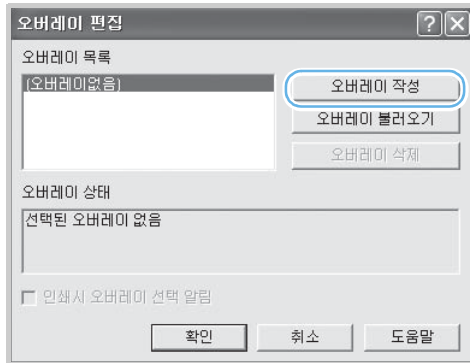 오버레이 편집
오버레이 목록
(오버레이없음)
오버레이 작성
오버레이 불러오기
오버레이 삭제
오버레이 상태
선택된 오버레이 없음
인쇄시 오버레이 선택 알림
확인 취소 도움말